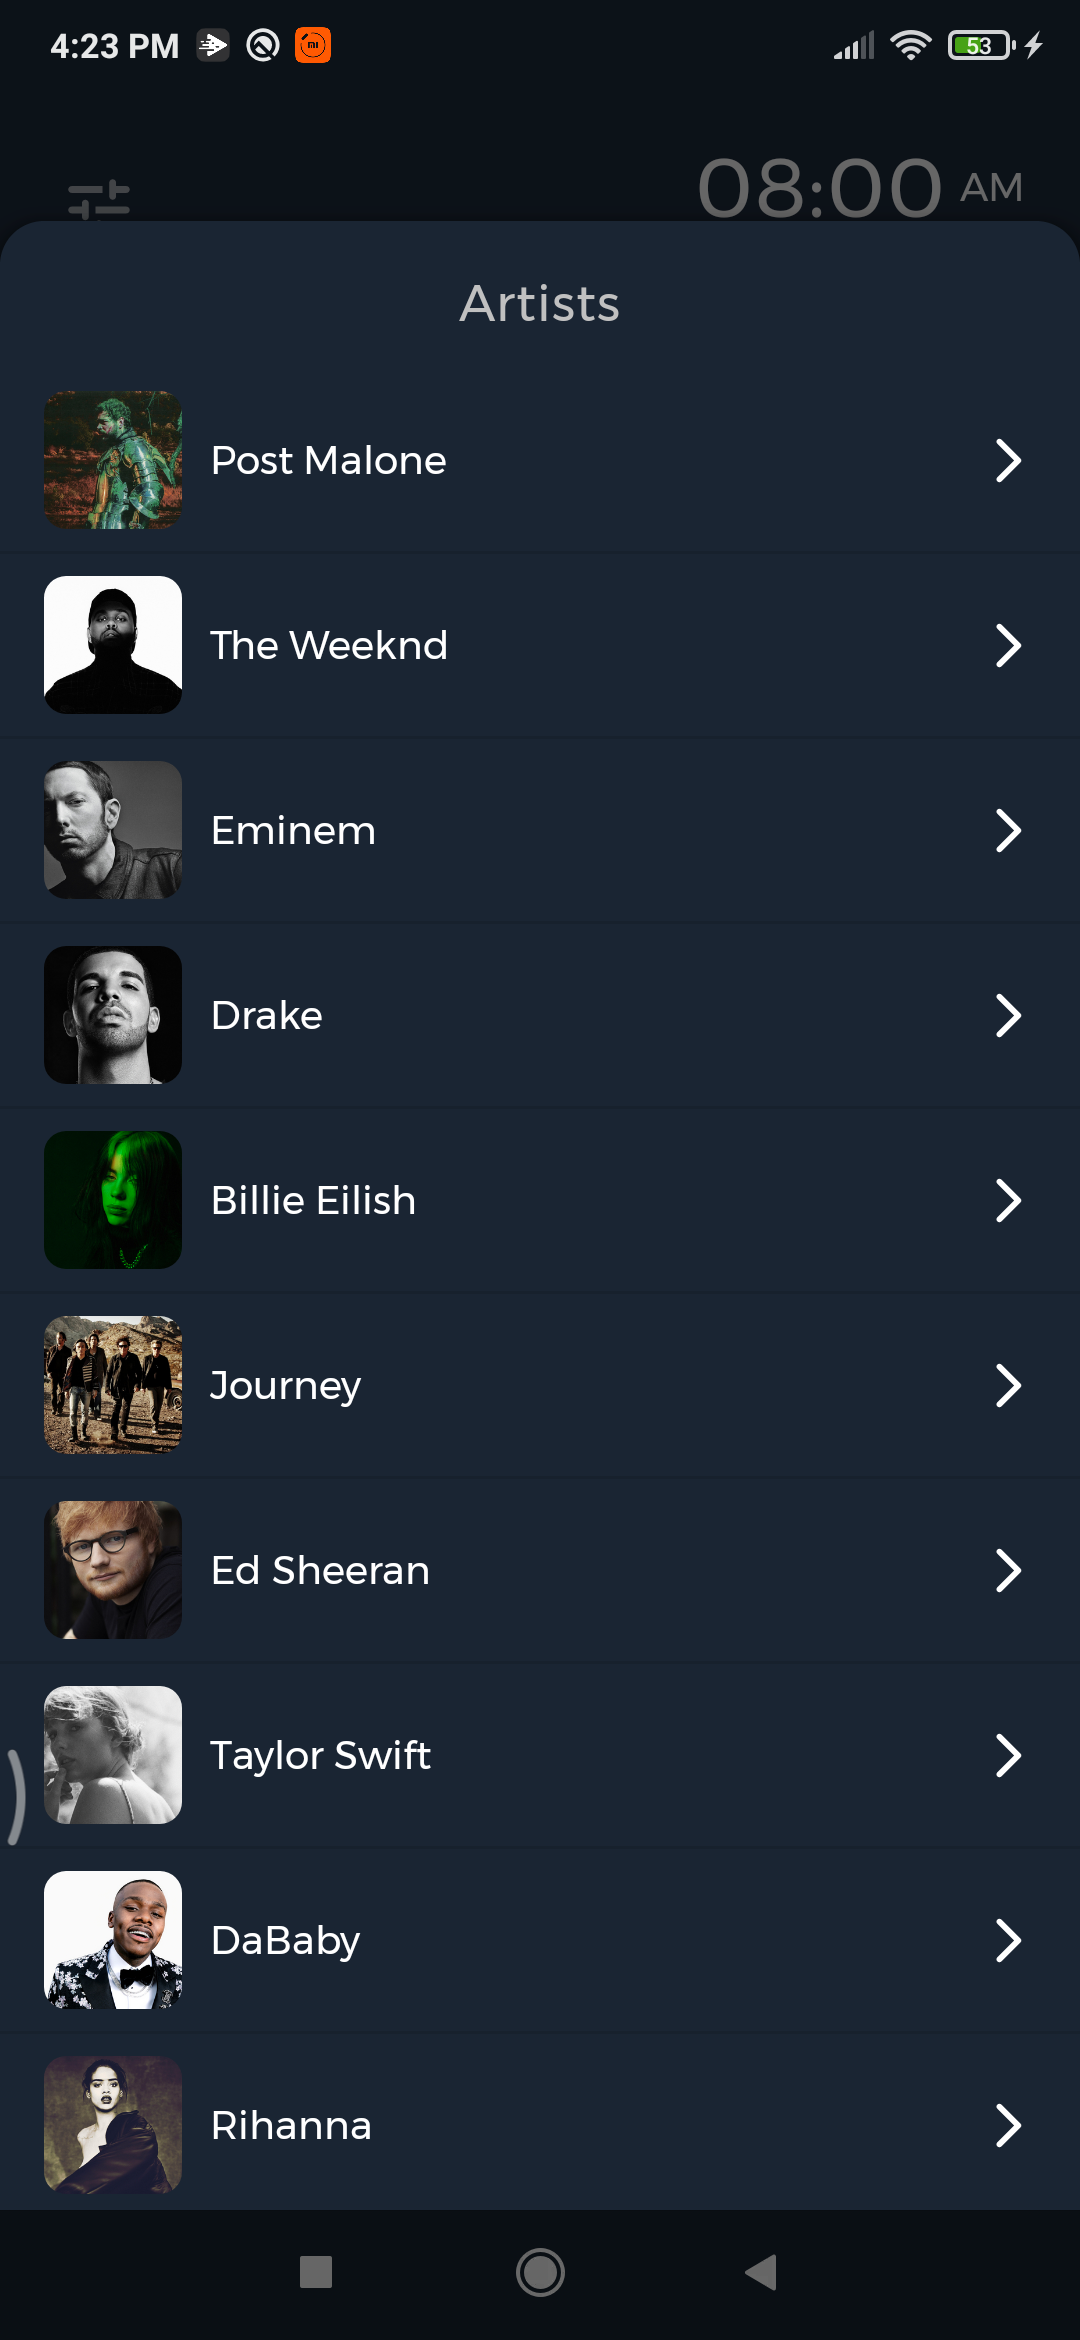 4:23 PM
53
08:00 AM
Artists
Post Malone
The Weeknd
Eminem
Drake
Billie Eilish
Journey
Ed Sheeran
Taylor Swift
DaBaby
Rihanna